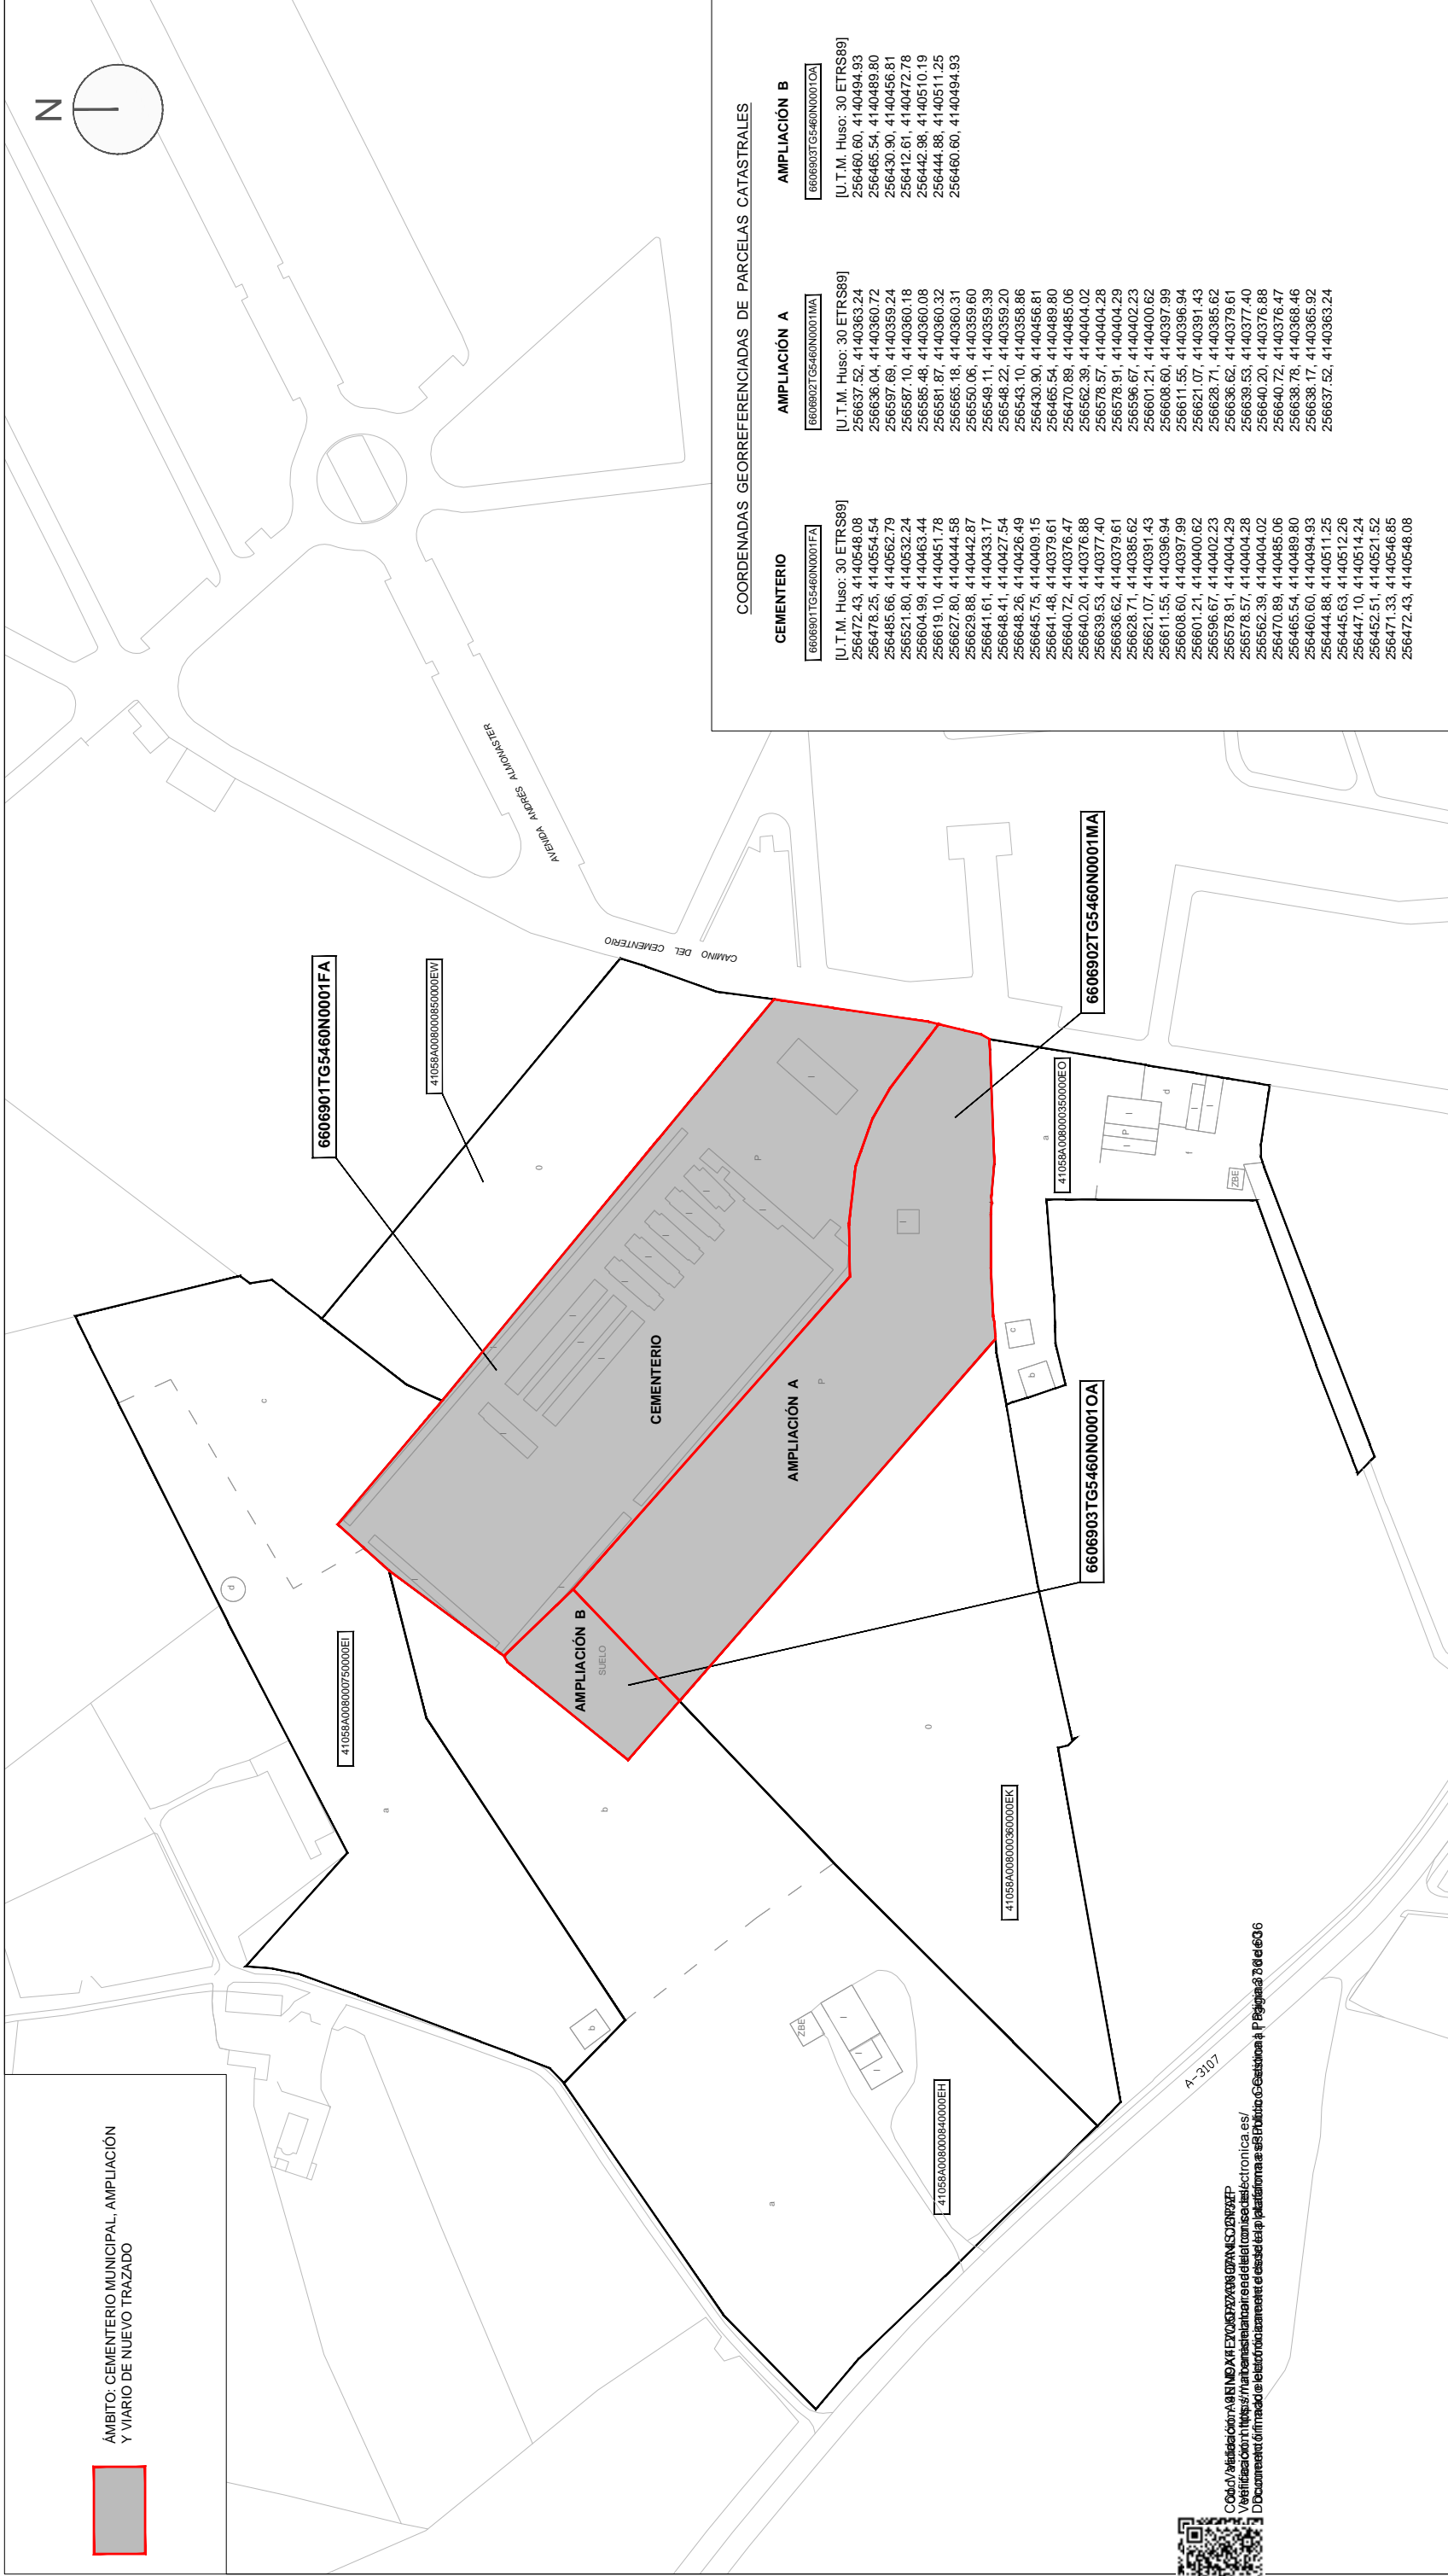 ÁMBITO: CEMENTERIO MUNICIPAL, AMPLIACIÓN
Y VIARIO DE NUEVO TRAZADO
N
6606901TG5460N0001FA
41058A008000850000EW
41058A008000750000EI
AVENIDA ANDRÉS ALMONASTER
CAMINO DEL CEMENTERIO
CEMENTERIO
AMPLIACIÓN A
AMPLIACIÓN B
SUELO
6606902TG5460N0001MA
6606903TG5460N0001OA
41058A008000350000EO
41058A008000360000EK
41058A008000840000EH
ZBE
ZBE
A-3107
COORDENADAS GEORREFERENCIADAS DE PARCELAS CATASTRALES
CEMENTERIO
6606901TG5460N0001FA
[U.T.M. Huso: 30 ETRS89]
256472.43, 4140548.08
256478.25, 4140554.54
256485.66, 4140562.79
256521.80, 4140532.24
256604.99, 4140463.44
256619.10, 4140451.78
256627.80, 4140444.58
256629.88, 4140442.87
256641.61, 4140433.17
256648.41, 4140427.54
256648.26, 4140426.49
256645.75, 4140409.15
256641.48, 4140379.61
256640.72, 4140376.47
256640.20, 4140376.88
256639.53, 4140377.40
256636.62, 4140379.61
256628.71, 4140385.62
256621.07, 4140391.43
256611.55, 4140396.94
256608.60, 4140397.99
256601.21, 4140400.62
256596.67, 4140402.23
256578.91, 4140404.29
256578.57, 4140404.28
256562.39, 4140404.02
256470.89, 4140485.06
256465.54, 4140489.80
256460.60, 4140494.93
256444.88, 4140511.25
256445.63, 4140512.26
256447.10, 4140514.24
256452.51, 4140521.52
256471.33, 4140546.85
256472.43, 4140548.08
AMPLIACIÓN A
6606902TG5460N0001MA
[U.T.M. Huso: 30 ETRS89]
256637.52, 4140363.24
256636.04, 4140360.72
256597.69, 4140359.24
256587.10, 4140360.18
256585.48, 4140360.08
256581.87, 4140360.32
256565.18, 4140360.31
256550.06, 4140359.60
256549.11, 4140359.39
256548.22, 4140359.20
256543.10, 4140358.86
256430.90, 4140456.81
256465.54, 4140489.80
256470.89, 4140485.06
256562.39, 4140404.02
256578.57, 4140404.28
256578.91, 4140404.29
256596.67, 4140402.23
256601.21, 4140400.62
256608.60, 4140397.99
256611.55, 4140396.94
256621.07, 4140391.43
256628.71, 4140385.62
256636.62, 4140379.61
256639.53, 4140377.40
256640.20, 4140376.88
256640.72, 4140376.47
256638.78, 4140368.46
256638.17, 4140365.92
256637.52, 4140363.24
AMPLIACIÓN B
6606903TG5460N0001OA
[U.T.M. Huso: 30 ETRS89]
256460.60, 4140494.93
256465.54, 4140489.80
256430.90, 4140456.81
256412.61, 4140472.78
256442.98, 4140510.19
256444.88, 4140511.25
256460.60, 4140494.93